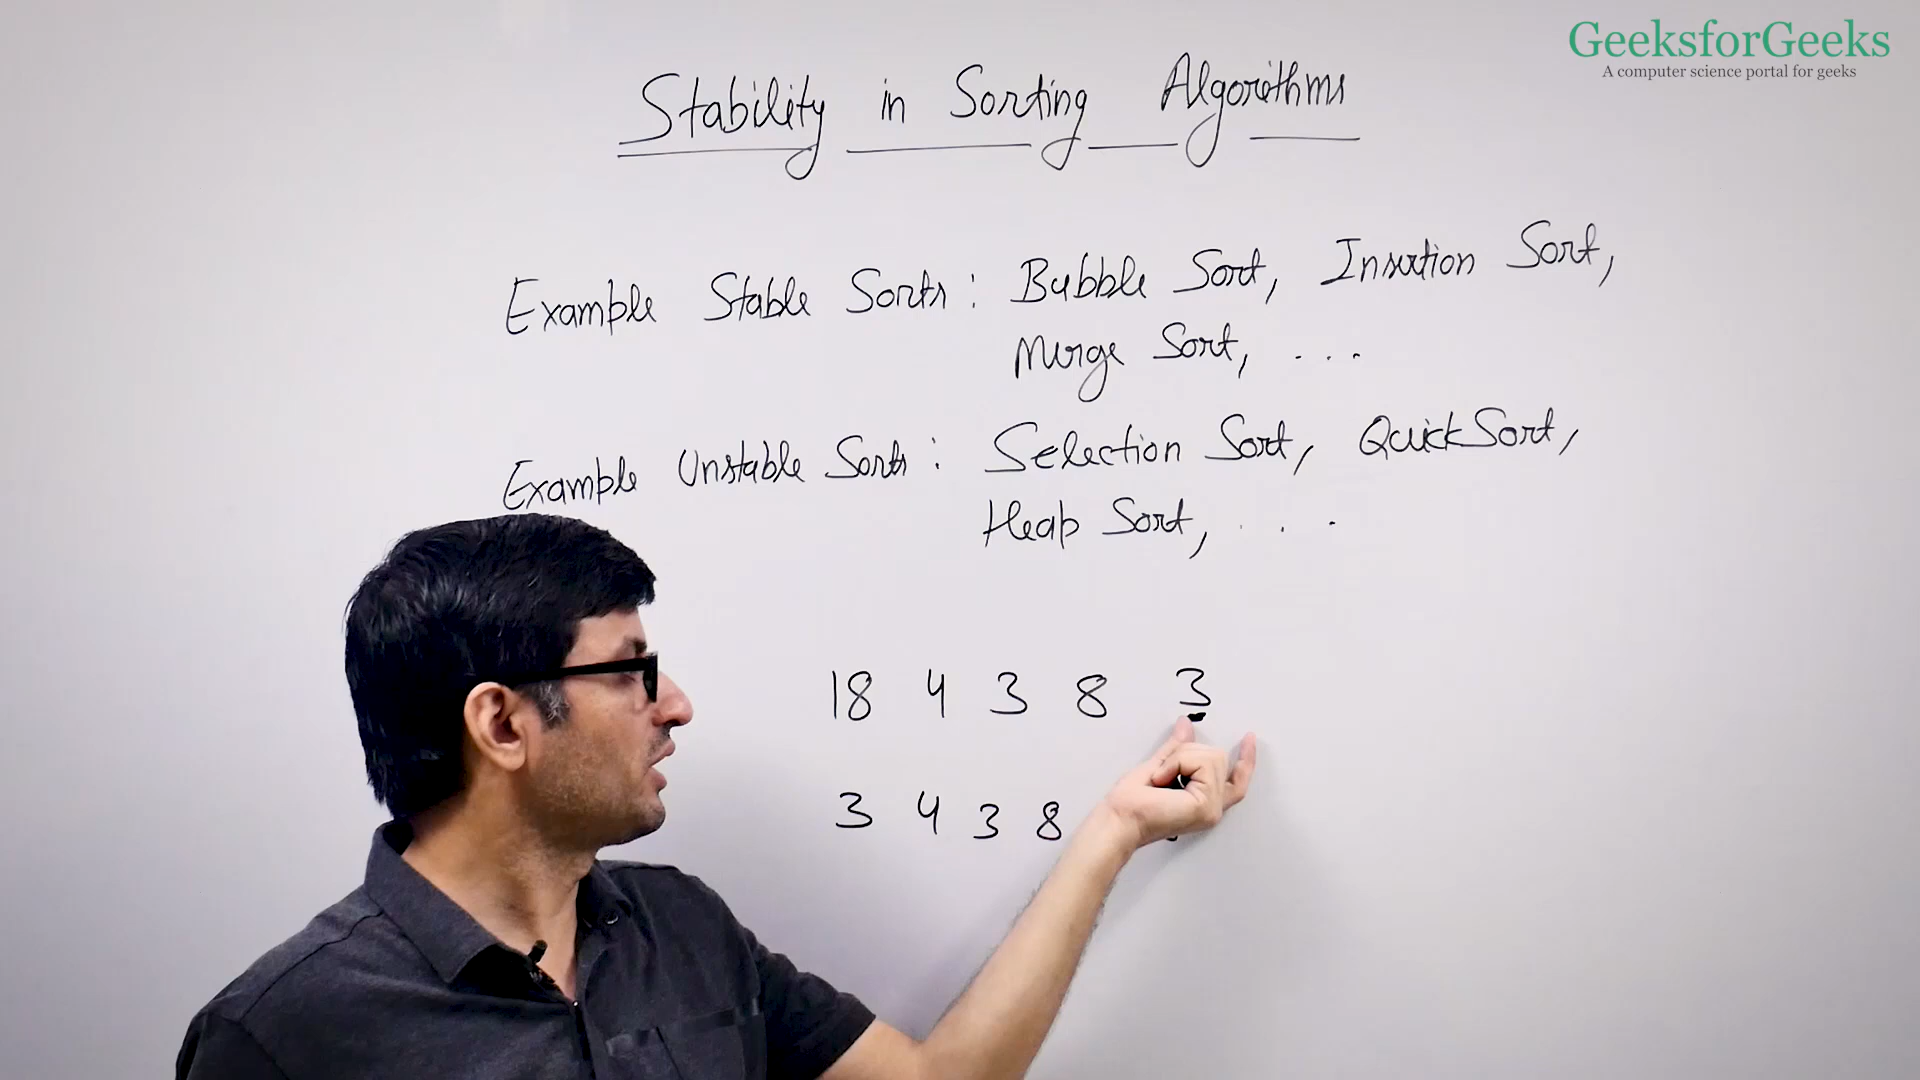 GeeksforGeeks
A computer science portal for geeks
Stability in Sorting Algorithms
Example Stable Sorts : Bubble Sort, Insertion Sort,
Merge Sort, ...
Example Unstable Sorts : Selection Sort, QuickSort,
Heap Sort, ...
18 4 3 8 3
3 4 3 8